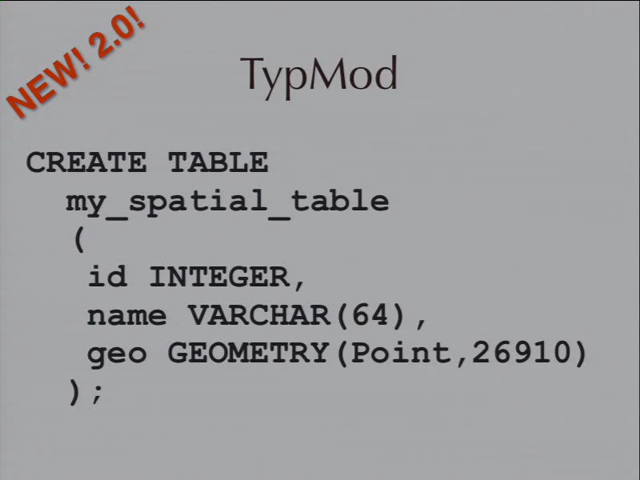 NEW! 2.0!
TypMod
CREATE TABLE
my_spatial_table
(
id INTEGER,
name VARCHAR(64),
geo GEOMETRY(Point,26910)
);